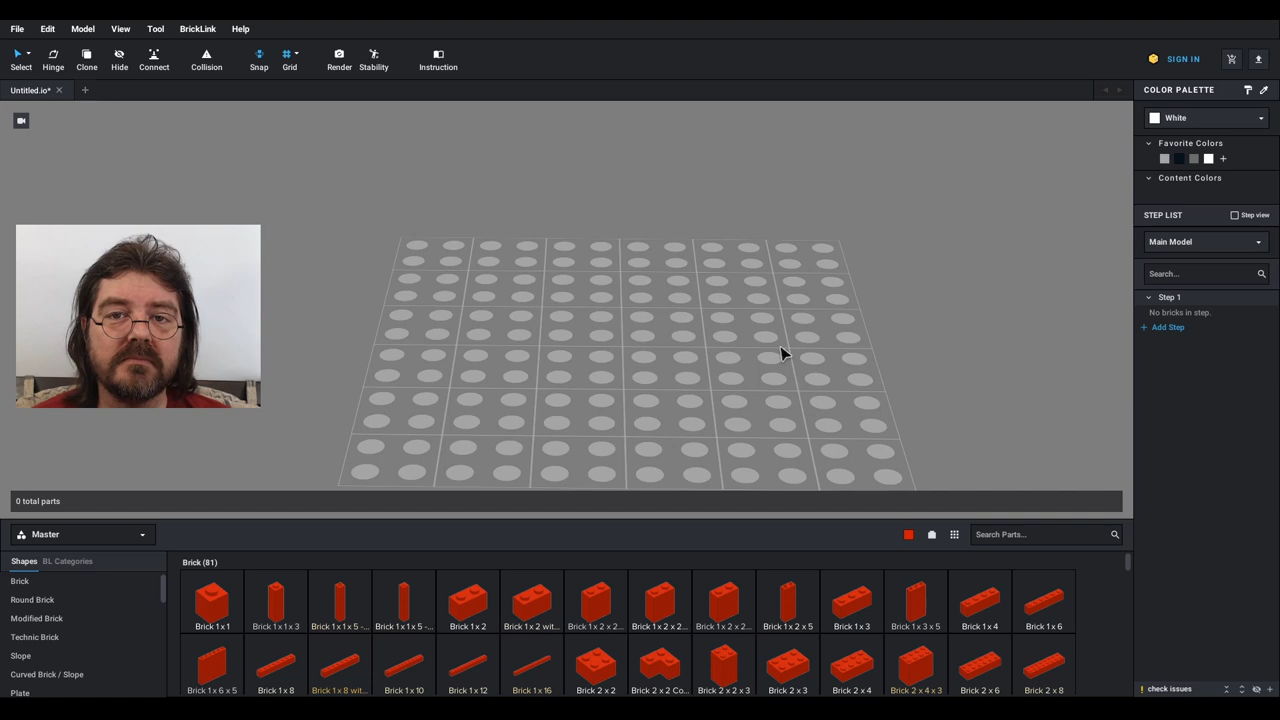 File Edit Model View Tool BrickLink Help
Select Hinge Clone Hide Connect Collision Snap Grid Render Stability Instruction
SIGN IN
Untitled.io*
COLOR PALETTE
White
Favorite Colors
Content Colors
STEP LIST
Step view
Main Model
Search...
Step 1
No bricks in step.
Add Step
0 total parts
Master
Search Parts...
Shapes BL Categories
Brick
Round Brick
Modified Brick
Technic Brick
Slope
Curved Brick / Slope
Plate
Brick (81)
Brick 1 x 1 Brick 1 x 1 x 3 Brick 1 x 1 x 5 -... Brick 1 x 1 x 5 -... Brick 1 x 2 Brick 1 x 2 wit... Brick 1 x 2 x 2... Brick 1 x 2 x 2... Brick 1 x 2 x 2... Brick 1 x 2 x 5 Brick 1 x 3 Brick 1 x 3 x 5 Brick 1 x 4 Brick 1 x 6
Brick 1 x 6 x 5 Brick 1 x 8 Brick 1 x 8 wit... Brick 1 x 10 Brick 1 x 12 Brick 1 x 16 Brick 2 x 2 Brick 2 x 2 Co... Brick 2 x 2 x 3 Brick 2 x 3 Brick 2 x 4 Brick 2 x 4 x 3 Brick 2 x 6 Brick 2 x 8
check issues